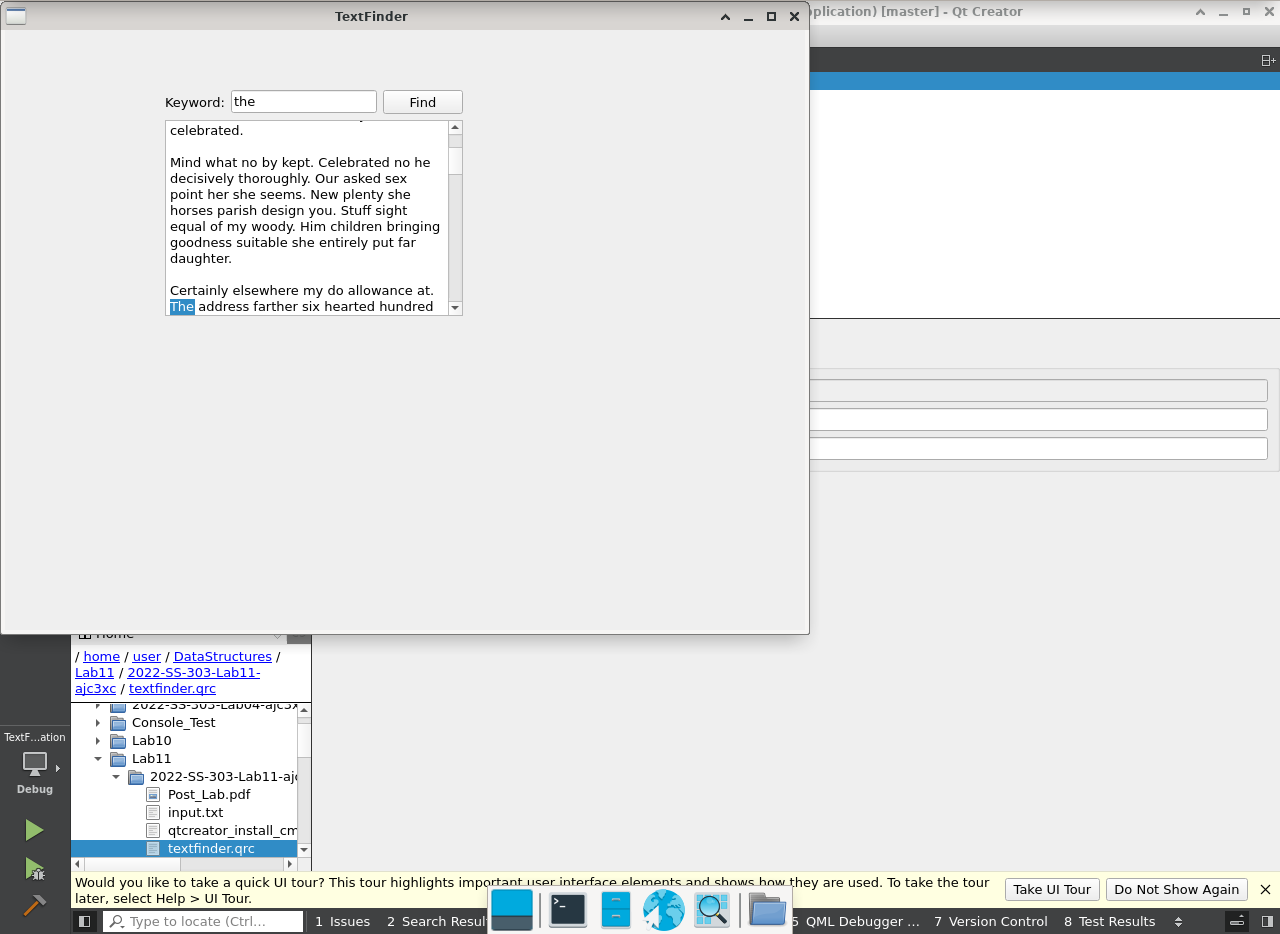 TextFinder
plication) [master] - Qt Creator
Keyword: the Find
celebrated.
Mind what no by kept. Celebrated no he
decisively thoroughly. Our asked sex
point her she seems. New plenty she
horses parish design you. Stuff sight
equal of my woody. Him children bringing
goodness suitable she entirely put far
daughter.
Certainly elsewhere my do allowance at.
The address farther six hearted hundred
Home
/ home / user / DataStructures /
Lab11 / 2022-SS-303-Lab11-
ajc3xc / textfinder.qrc
2022-SS-303-Lab04-ajc3x
Console_Test
Lab10
Lab11
2022-SS-303-Lab11-ajc
Post_Lab.pdf
input.txt
qtcreator_install_cm
textfinder.qrc
TextF...ation
Debug
Would you like to take a quick UI tour? This tour highlights important user interface elements and shows how they are used. To take the tour
later, select Help > UI Tour.
Take UI Tour
Do Not Show Again
Type to locate (Ctrl...
1 Issues
2 Search Resul
5 QML Debugger ...
7 Version Control
8 Test Results